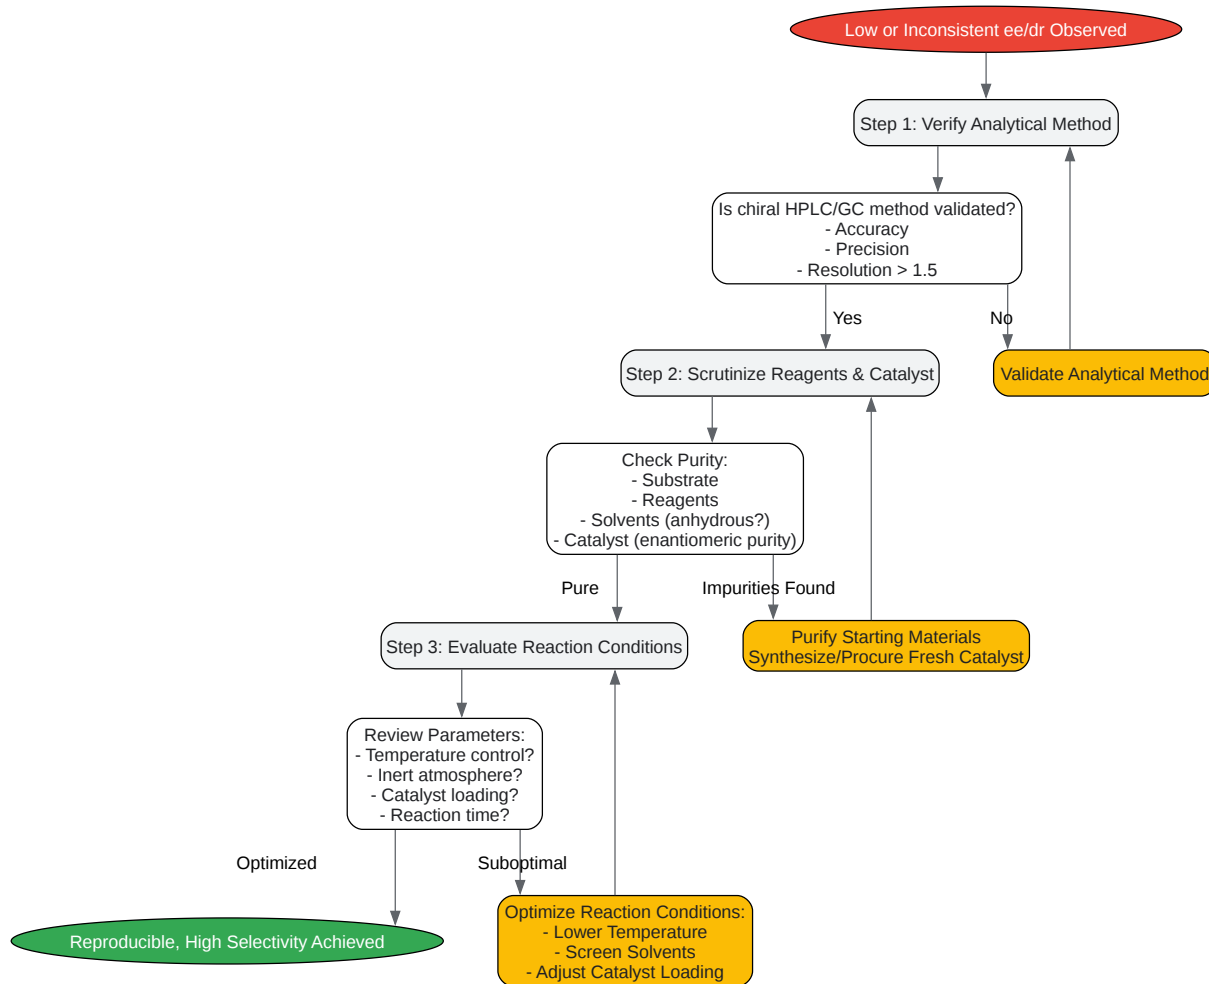 Low or Inconsistent ee/dr Observed
Step 1: Verify Analytical Method
Is chiral HPLC/GC method validated?
- Accuracy
- Precision
- Resolution > 1.5
Yes
No
Step 2: Scrutinize Reagents & Catalyst
Validate Analytical Method
Check Purity:
- Substrate
- Reagents
- Solvents (anhydrous?)
- Catalyst (enantiomeric purity)
Pure
Impurities Found
Step 3: Evaluate Reaction Conditions
Purify Starting Materials
Synthesize/Procure Fresh Catalyst
Review Parameters:
- Temperature control?
- Inert atmosphere?
- Catalyst loading?
- Reaction time?
Optimized
Suboptimal
Reproducible, High Selectivity Achieved
Optimize Reaction Conditions:
- Lower Temperature
- Screen Solvents
- Adjust Catalyst Loading